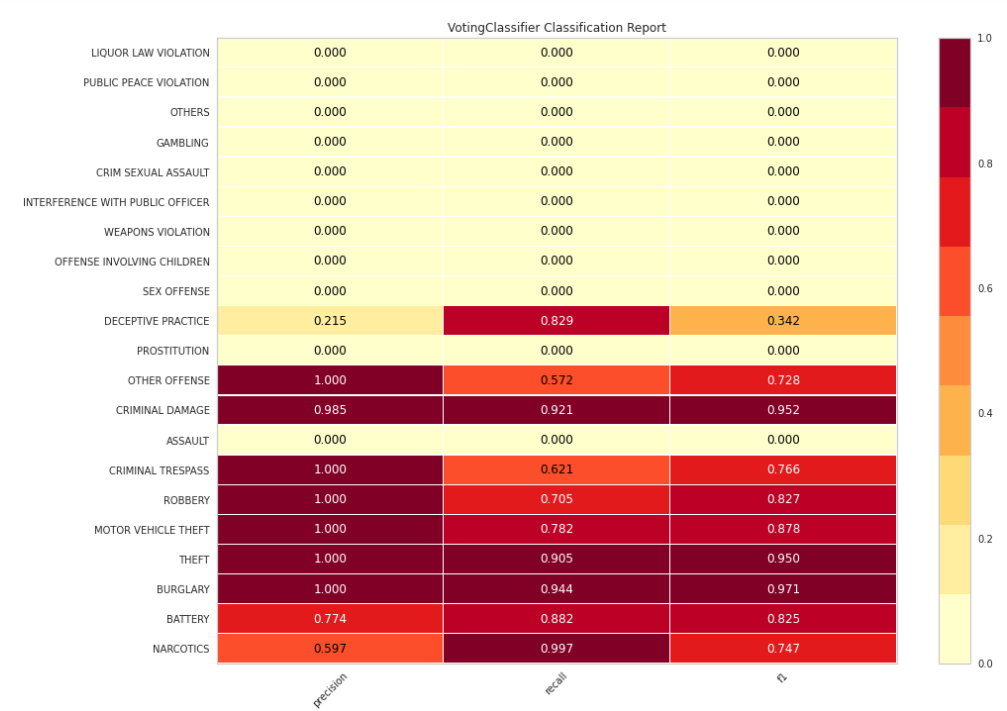 VotingClassifier Classification Report
LIQUOR LAW VIOLATION 0.000 0.000 0.000
PUBLIC PEACE VIOLATION 0.000 0.000 0.000
OTHERS 0.000 0.000 0.000
GAMBLING 0.000 0.000 0.000
CRIM SEXUAL ASSAULT 0.000 0.000 0.000
INTERFERENCE WITH PUBLIC OFFICER 0.000 0.000 0.000
WEAPONS VIOLATION 0.000 0.000 0.000
OFFENSE INVOLVING CHILDREN 0.000 0.000 0.000
SEX OFFENSE 0.000 0.000 0.000
DECEPTIVE PRACTICE 0.215 0.829 0.342
PROSTITUTION 0.000 0.000 0.000
OTHER OFFENSE 1.000 0.572 0.728
CRIMINAL DAMAGE 0.985 0.921 0.952
ASSAULT 0.000 0.000 0.000
CRIMINAL TRESPASS 1.000 0.621 0.766
ROBBERY 1.000 0.705 0.827
MOTOR VEHICLE THEFT 1.000 0.782 0.878
THEFT 1.000 0.905 0.950
BURGLARY 1.000 0.944 0.971
BATTERY 0.774 0.882 0.825
NARCOTICS 0.597 0.997 0.747
precision recall f1
1.0
0.8
0.6
0.4
0.2
0.0